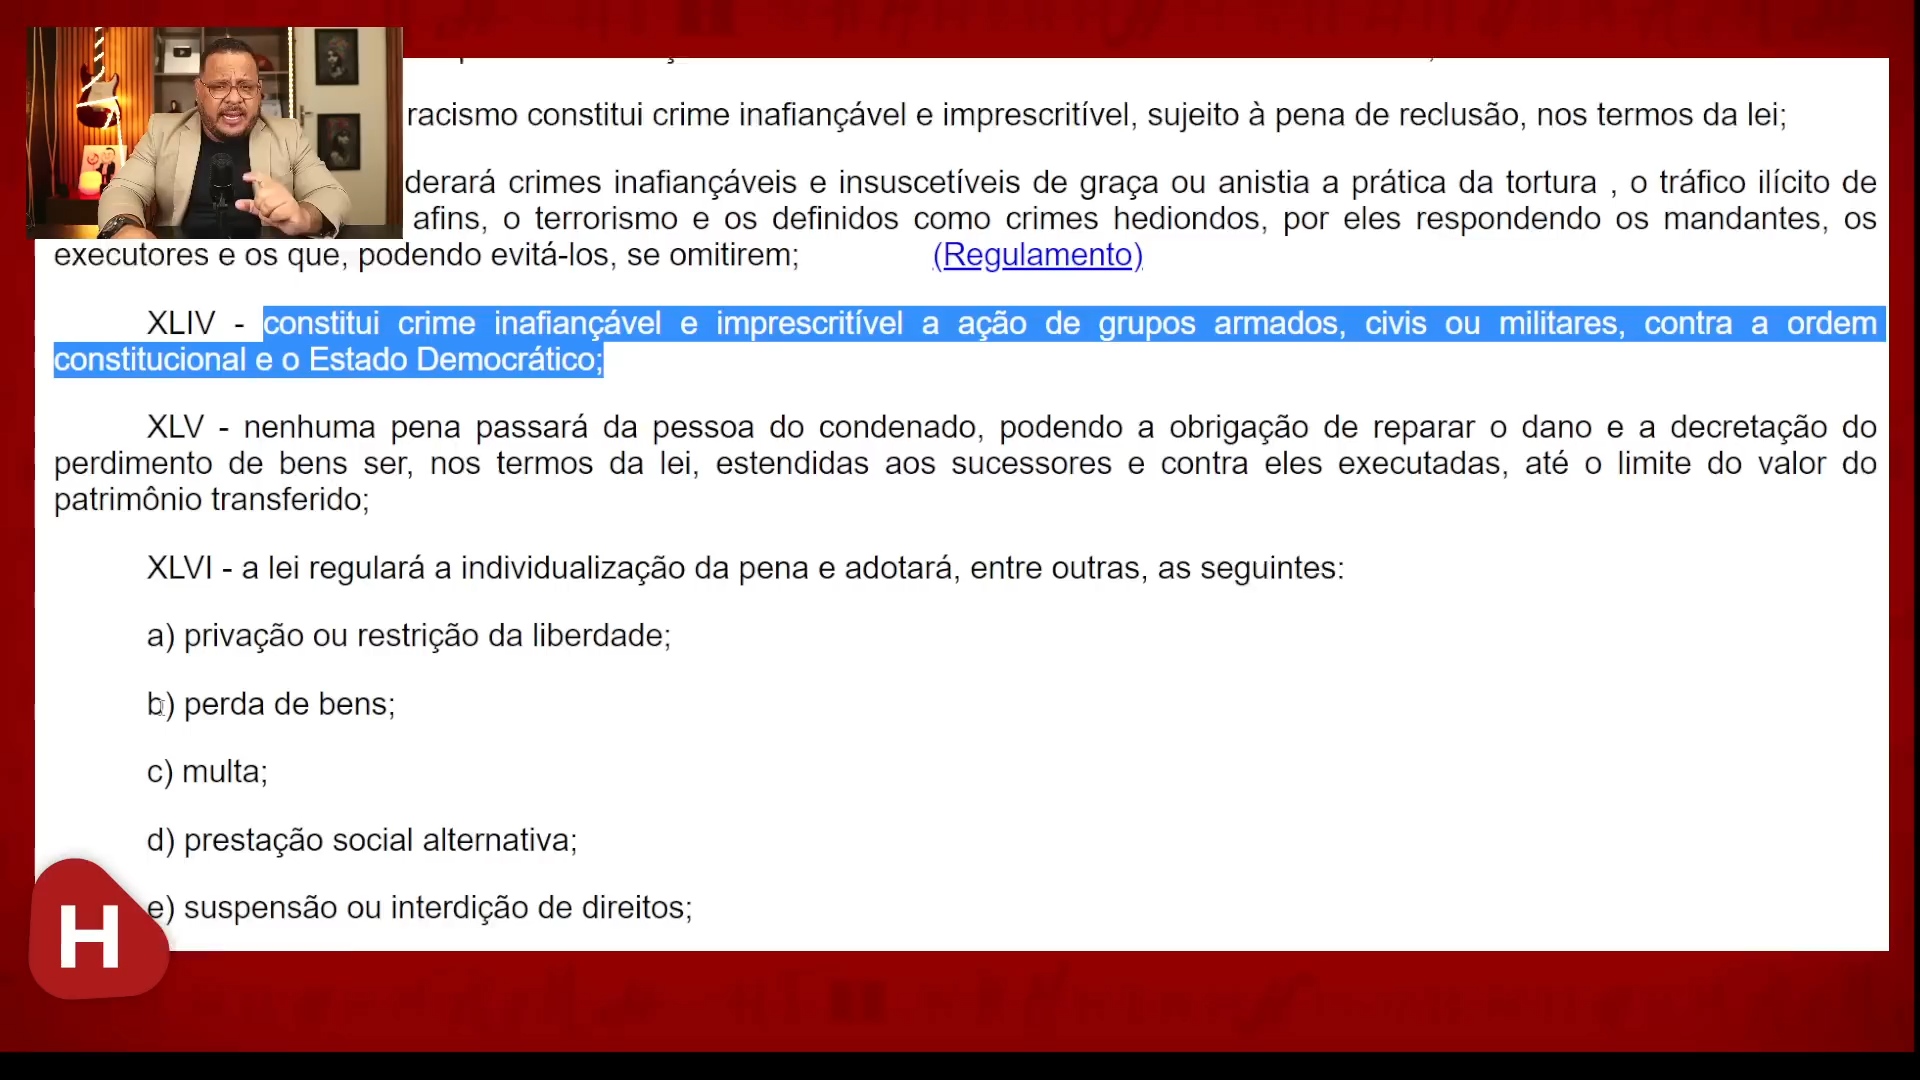 racismo constitui crime inafiançável e imprescritível, sujeito à pena de reclusão, nos termos da lei;
derará crimes inafiançáveis e insuscetíveis de graça ou anistia a prática da tortura , o tráfico ilícito de
afins, o terrorismo e os definidos como crimes hediondos, por eles respondendo os mandantes, os
executores e os que, podendo evitá-los, se omitirem; (Regulamento)
XLIV - constitui crime inafiançável e imprescritível a ação de grupos armados, civis ou militares, contra a ordem
constitucional e o Estado Democrático;
XLV - nenhuma pena passará da pessoa do condenado, podendo a obrigação de reparar o dano e a decretação do
perdimento de bens ser, nos termos da lei, estendidas aos sucessores e contra eles executadas, até o limite do valor do
patrimônio transferido;
XLVI - a lei regulará a individualização da pena e adotará, entre outras, as seguintes:
a) privação ou restrição da liberdade;
b) perda de bens;
c) multa;
d) prestação social alternativa;
e) suspensão ou interdição de direitos;
H